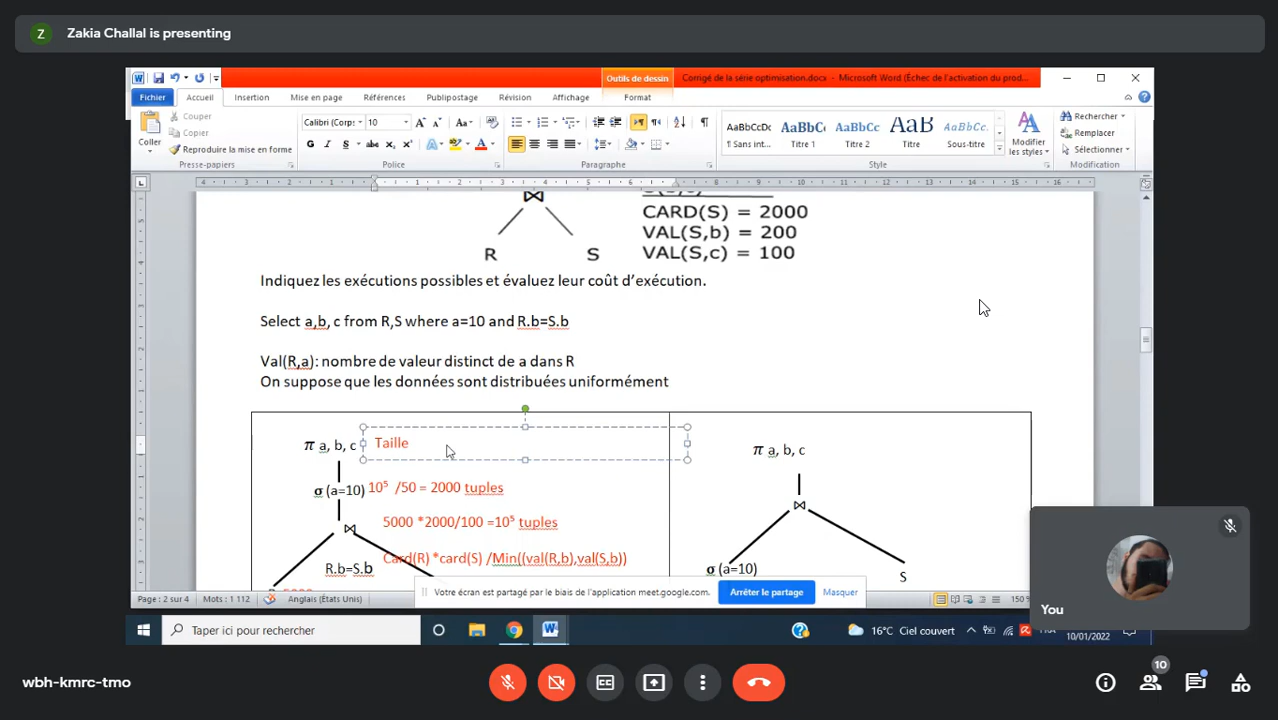 Z Zakia Challal is presenting
Outils de dessin
Corrigé de la série optimisation.docx - Microsoft Word (Échec de l'activation du prod...
Fichier Accueil Insertion Mise en page Références Publipostage Révision Affichage Format
Coller
Couper
Copier
Reproduire la mise en forme
Presse-papiers
Calibri (Corp 10
Police
Paragraphe
AaBbCcDc AaBbC AaBbCc AaB AaBbCc
¶ Sans int... Titre 1 Titre 2 Titre Sous-titre
Modifier les styles
Style
Rechercher
Remplacer
Sélectionner
Modification
⋈
CARD(S) = 2000
VAL(S,b) = 200
R S VAL(S,c) = 100
Indiquez les exécutions possibles et évaluez leur coût d'exécution.
Select a,b, c from R,S where a=10 and R.b=S.b
Val(R,a): nombre de valeur distinct de a dans R
On suppose que les données sont distribuées uniformément
π a, b, c Taille
σ (a=10) 10⁵ /50 = 2000 tuples
5000 *2000/100 =10⁵ tuples
⋈
Card(R) *card(S) /Min((val(R,b),val(S,b))
R.b=S.b
π a, b, c
⋈
σ (a=10)
S
Votre écran est partagé par le biais de l'application meet.google.com. Arrêter le partage Masquer
Page : 2 sur 4 Mots : 1 112 Anglais (États Unis) 150
Taper ici pour rechercher
16°C Ciel couvert
10/01/2022
You
wbh-kmrc-tmo
10